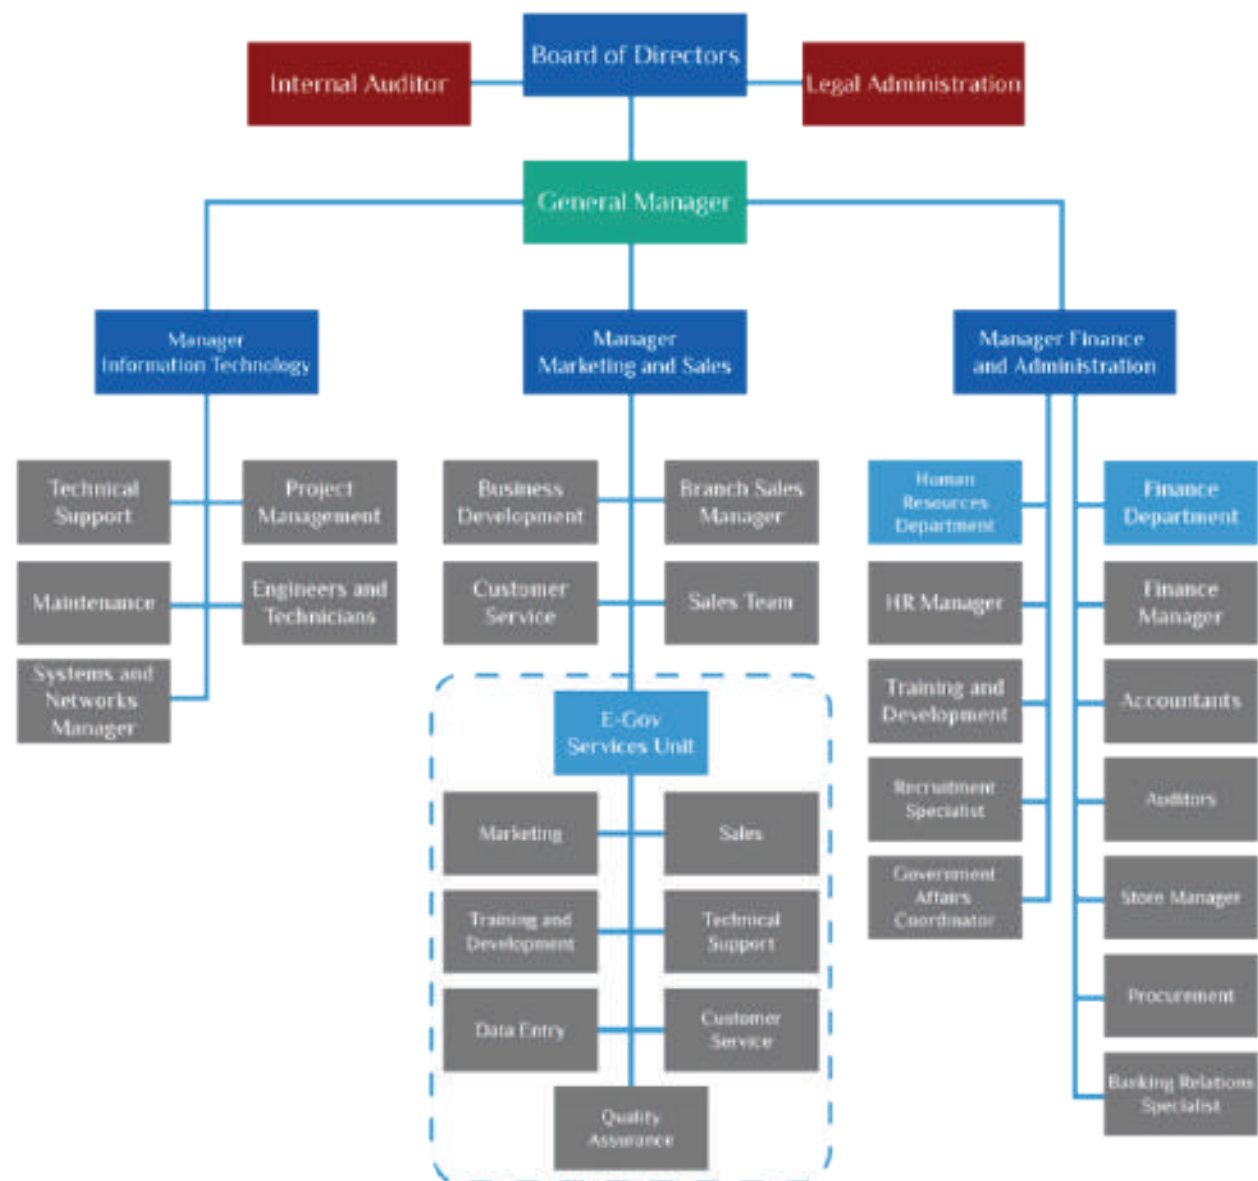 Board of Directors
Internal Auditor
Legal Administration
General Manager
Manager
Information Technology
Manager
Marketing and Sales
Manager Finance
and Administration
Technical
Support
Project
Management
Business
Development
Branch Sales
Manager
Human
Resources
Department
Finance
Department
Maintenance
Engineers and
Technicians
Customer
Service
Sales Team
HR Manager
Finance
Manager
Systems and
Networks
Manager
E-Gov
Services Unit
Training and
Development
Accountants
Marketing
Sales
Recruitment
Specialist
Auditors
Training and
Development
Technical
Support
Government
Affairs
Coordinator
Store Manager
Data Entry
Customer
Service
Procurement
Quality
Assurance
Banking Relations
Specialist